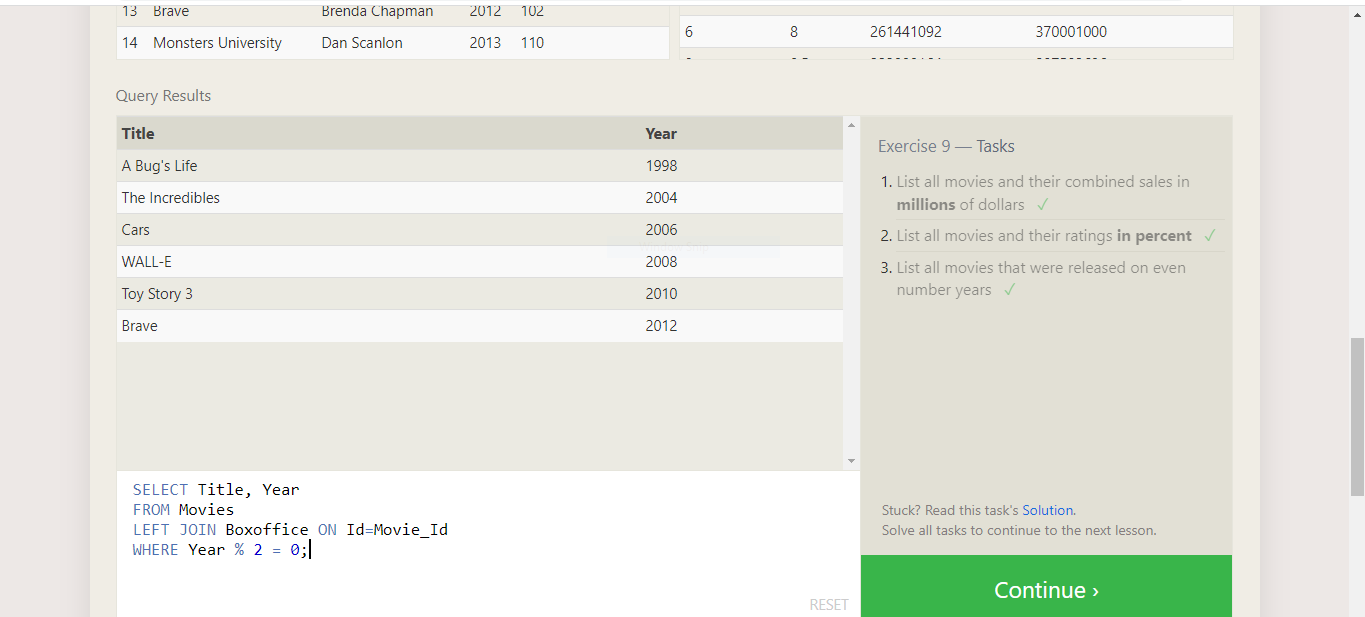 13 Brave Brenda Chapman 2012 102
14 Monsters University Dan Scanlon 2013 110
6 8 261441092 370001000
Query Results
Title Year
A Bug's Life 1998
The Incredibles 2004
Cars 2006
WALL-E 2008
Toy Story 3 2010
Brave 2012
Exercise 9 — Tasks
1. List all movies and their combined sales in
millions of dollars ✓
2. List all movies and their ratings in percent ✓
3. List all movies that were released on even
number years ✓
SELECT Title, Year
FROM Movies
LEFT JOIN Boxoffice ON Id=Movie_Id
WHERE Year % 2 = 0;
RESET
Stuck? Read this task's Solution.
Solve all tasks to continue to the next lesson.
Continue ›